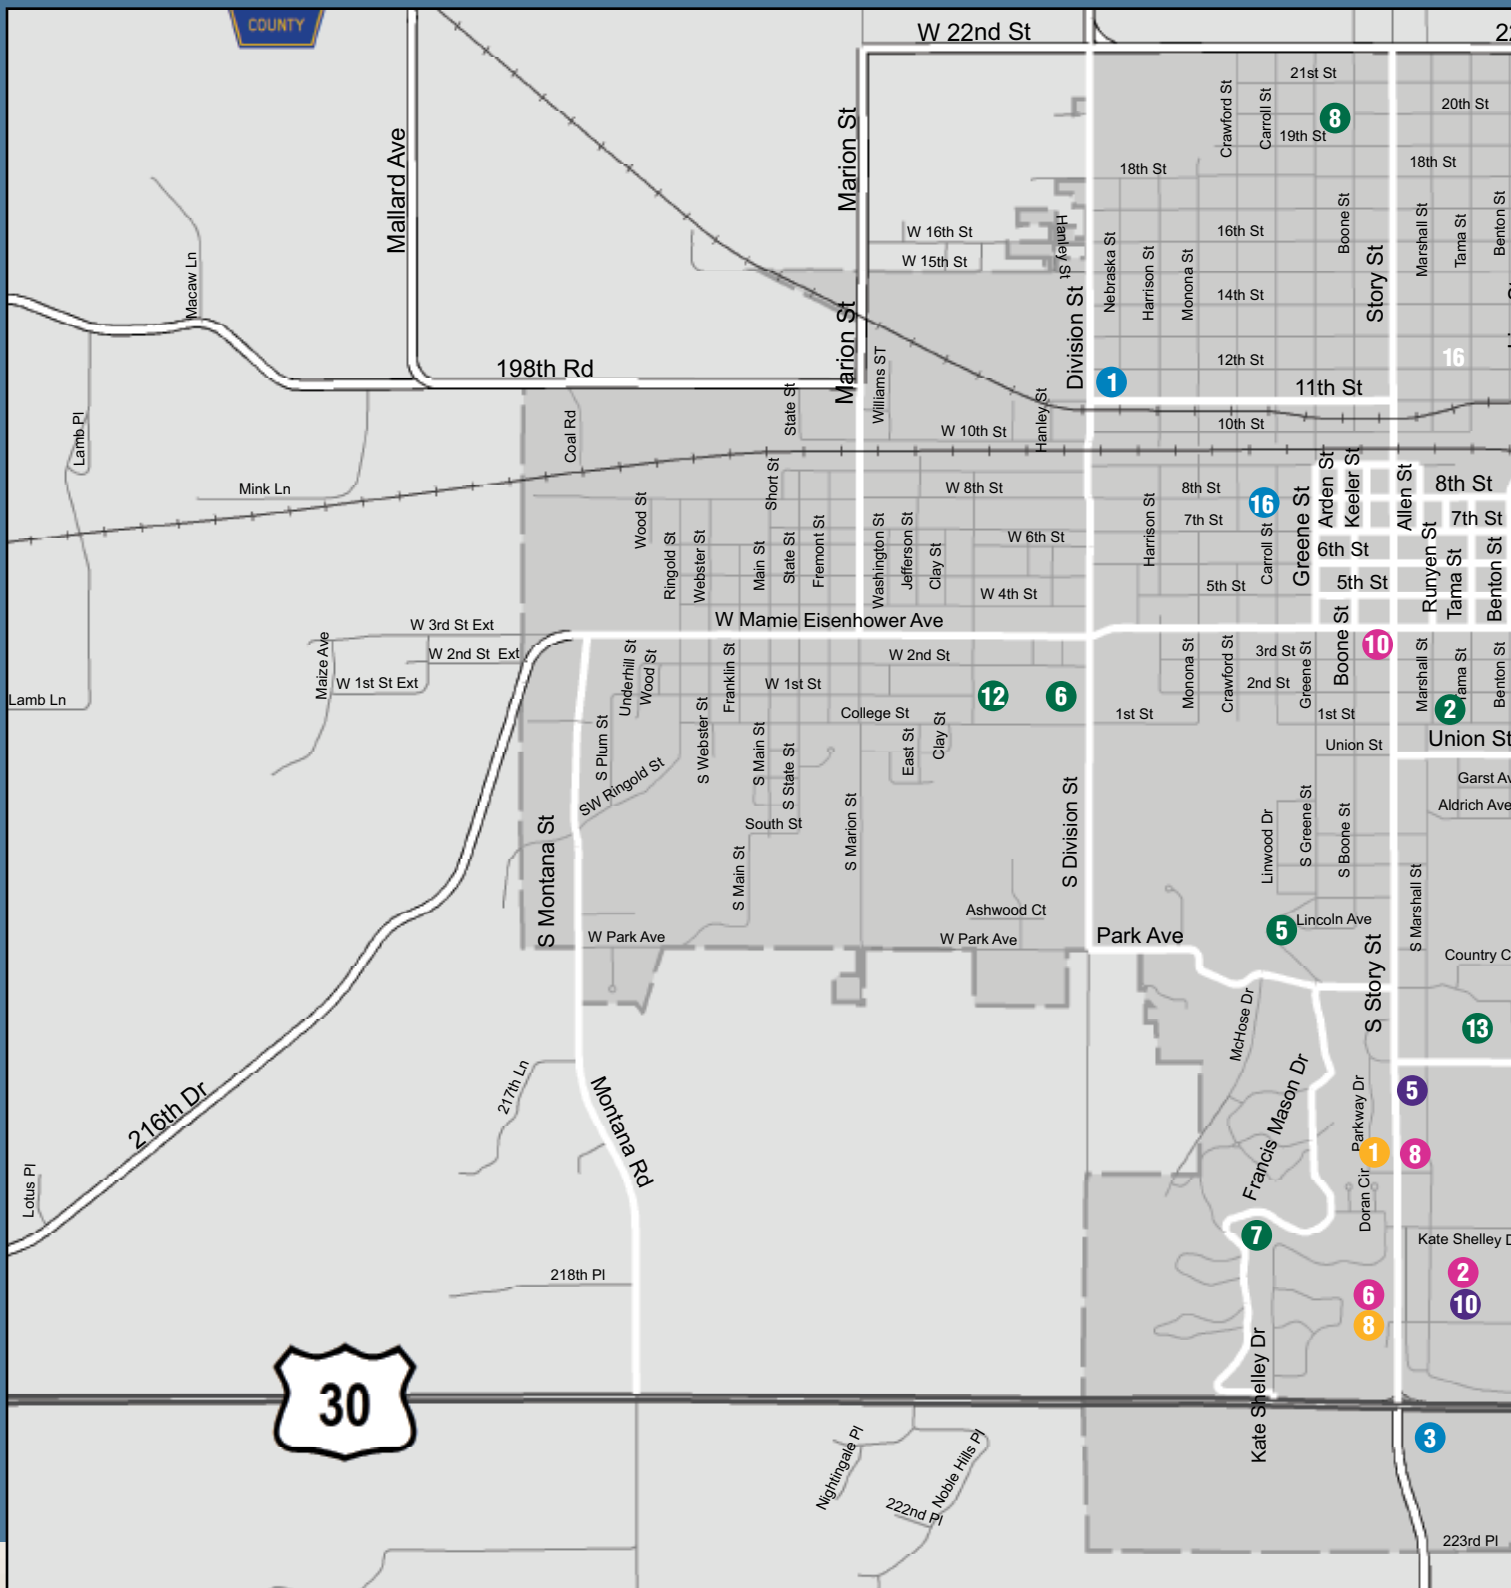 COUNTY
W 22nd St
21st St
20th St
19th St
18th St
18th St
Crawford St
Carroll St
8
Mallard Ave
Marion St
Macaw Ln
W 16th St
W 15th St
Hanley St
Nebraska St
Harrison St
Monona St
16th St
14th St
12th St
Boone St
Story St
Marshall St
Tama St
Benton St
16
198th Rd
Marion St
Division St
1
11th St
Williams ST
State St
Coal Rd
Lamb Pl
Hanley St
W 10th St
10th St
Mink Ln
Short St
W 8th St
8th St
16
7th St
Arden St
Keeler St
Allen St
8th St
7th St
Wood St
Ringold St
Webster St
Main St
State St
Fremont St
Washington St
Jefferson St
Clay St
W 6th St
W 4th St
Harrison St
Carroll St
Greene St
6th St
5th St
5th St
Runyen St
Tama St
Benton St
W 3rd St Ext
W 2nd St Ext
W 1st St Ext
Maize Ave
Lamb Ln
W Mamie Eisenhower Ave
W 2nd St
W 1st St
College St
Underhill St
Wood St
Franklin St
12
6
Monona St
Crawford St
3rd St
2nd St
Greene St
Boone St
10
1st St
1st St
Marshall St
Tama St
Benton St
2
Union St
Union St
S Plum St
SW Ringold St
S Webster St
S Main St
S State St
East St
Clay St
South St
S Main St
S Marion St
S Division St
S Montana St
Garst
Aldrich Ave
Linwood Dr
S Greene St
S Boone St
S Marshall St
Ashwood Ct
W Park Ave
W Park Ave
Park Ave
5
Lincoln Ave
S Story St
Country
13
McHose Dr
Francis Mason Dr
Parkway Dr
Doran Cir
5
1
8
217th Ln
Montana Rd
216th Dr
Lotus Pl
7
Kate Shelley
2
10
6
8
218th Pl
Kate Shelley Dr
30
3
Nightingale Pl
Noble Hills Pl
222nd Pl
223rd Pl